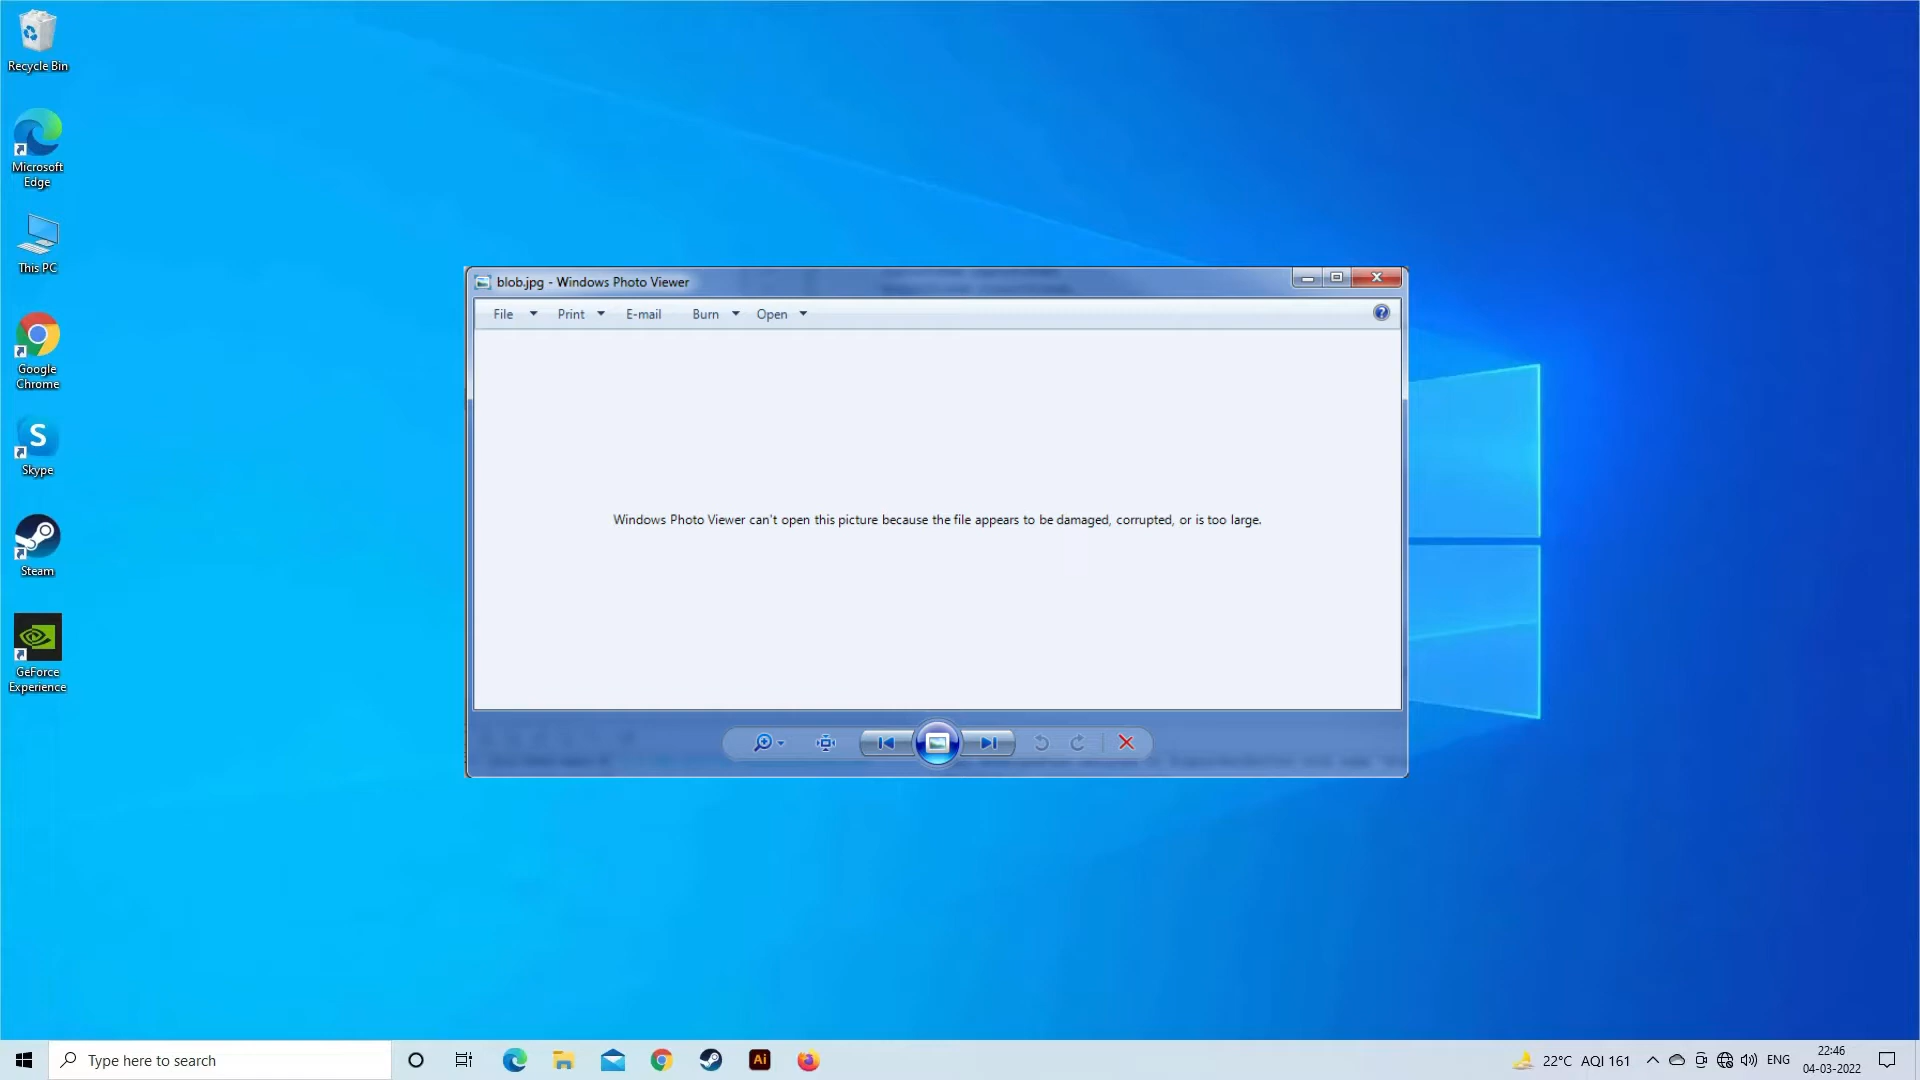 Recycle Bin
Microsoft
Edge
This PC
Google
Chrome
Skype
Steam
GeForce
Experience
blob.jpg - Windows Photo Viewer
File Print E-mail Burn Open
Windows Photo Viewer can't open this picture because the file appears to be damaged, corrupted, or is too large.
Type here to search
Ai
22°C AQI 161
ENG
22:46
04-03-2022